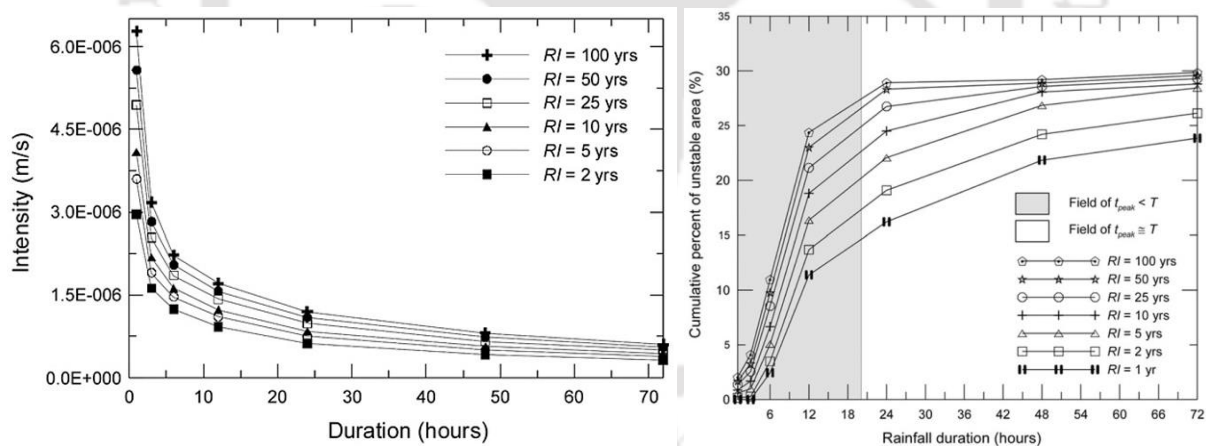 6.0E-006
4.5E-006
3.0E-006
1.5E-006
0.0E+000
Intensity (m/s)
0 10 20 30 40 50 60 70
Duration (hours)
RI = 100 yrs
RI = 50 yrs
RI = 25 yrs
RI = 10 yrs
RI = 5 yrs
RI = 2 yrs
35
30
25
20
15
10
5
0
Cumulative percent of unstable area (%)
6 12 18 24 30 36 42 48 54 60 66 72
Rainfall duration (hours)
Field of tpeak < T
Field of tpeak ≅ T
RI = 100 yrs
RI = 50 yrs
RI = 25 yrs
RI = 10 yrs
RI = 5 yrs
RI = 2 yrs
RI = 1 yr